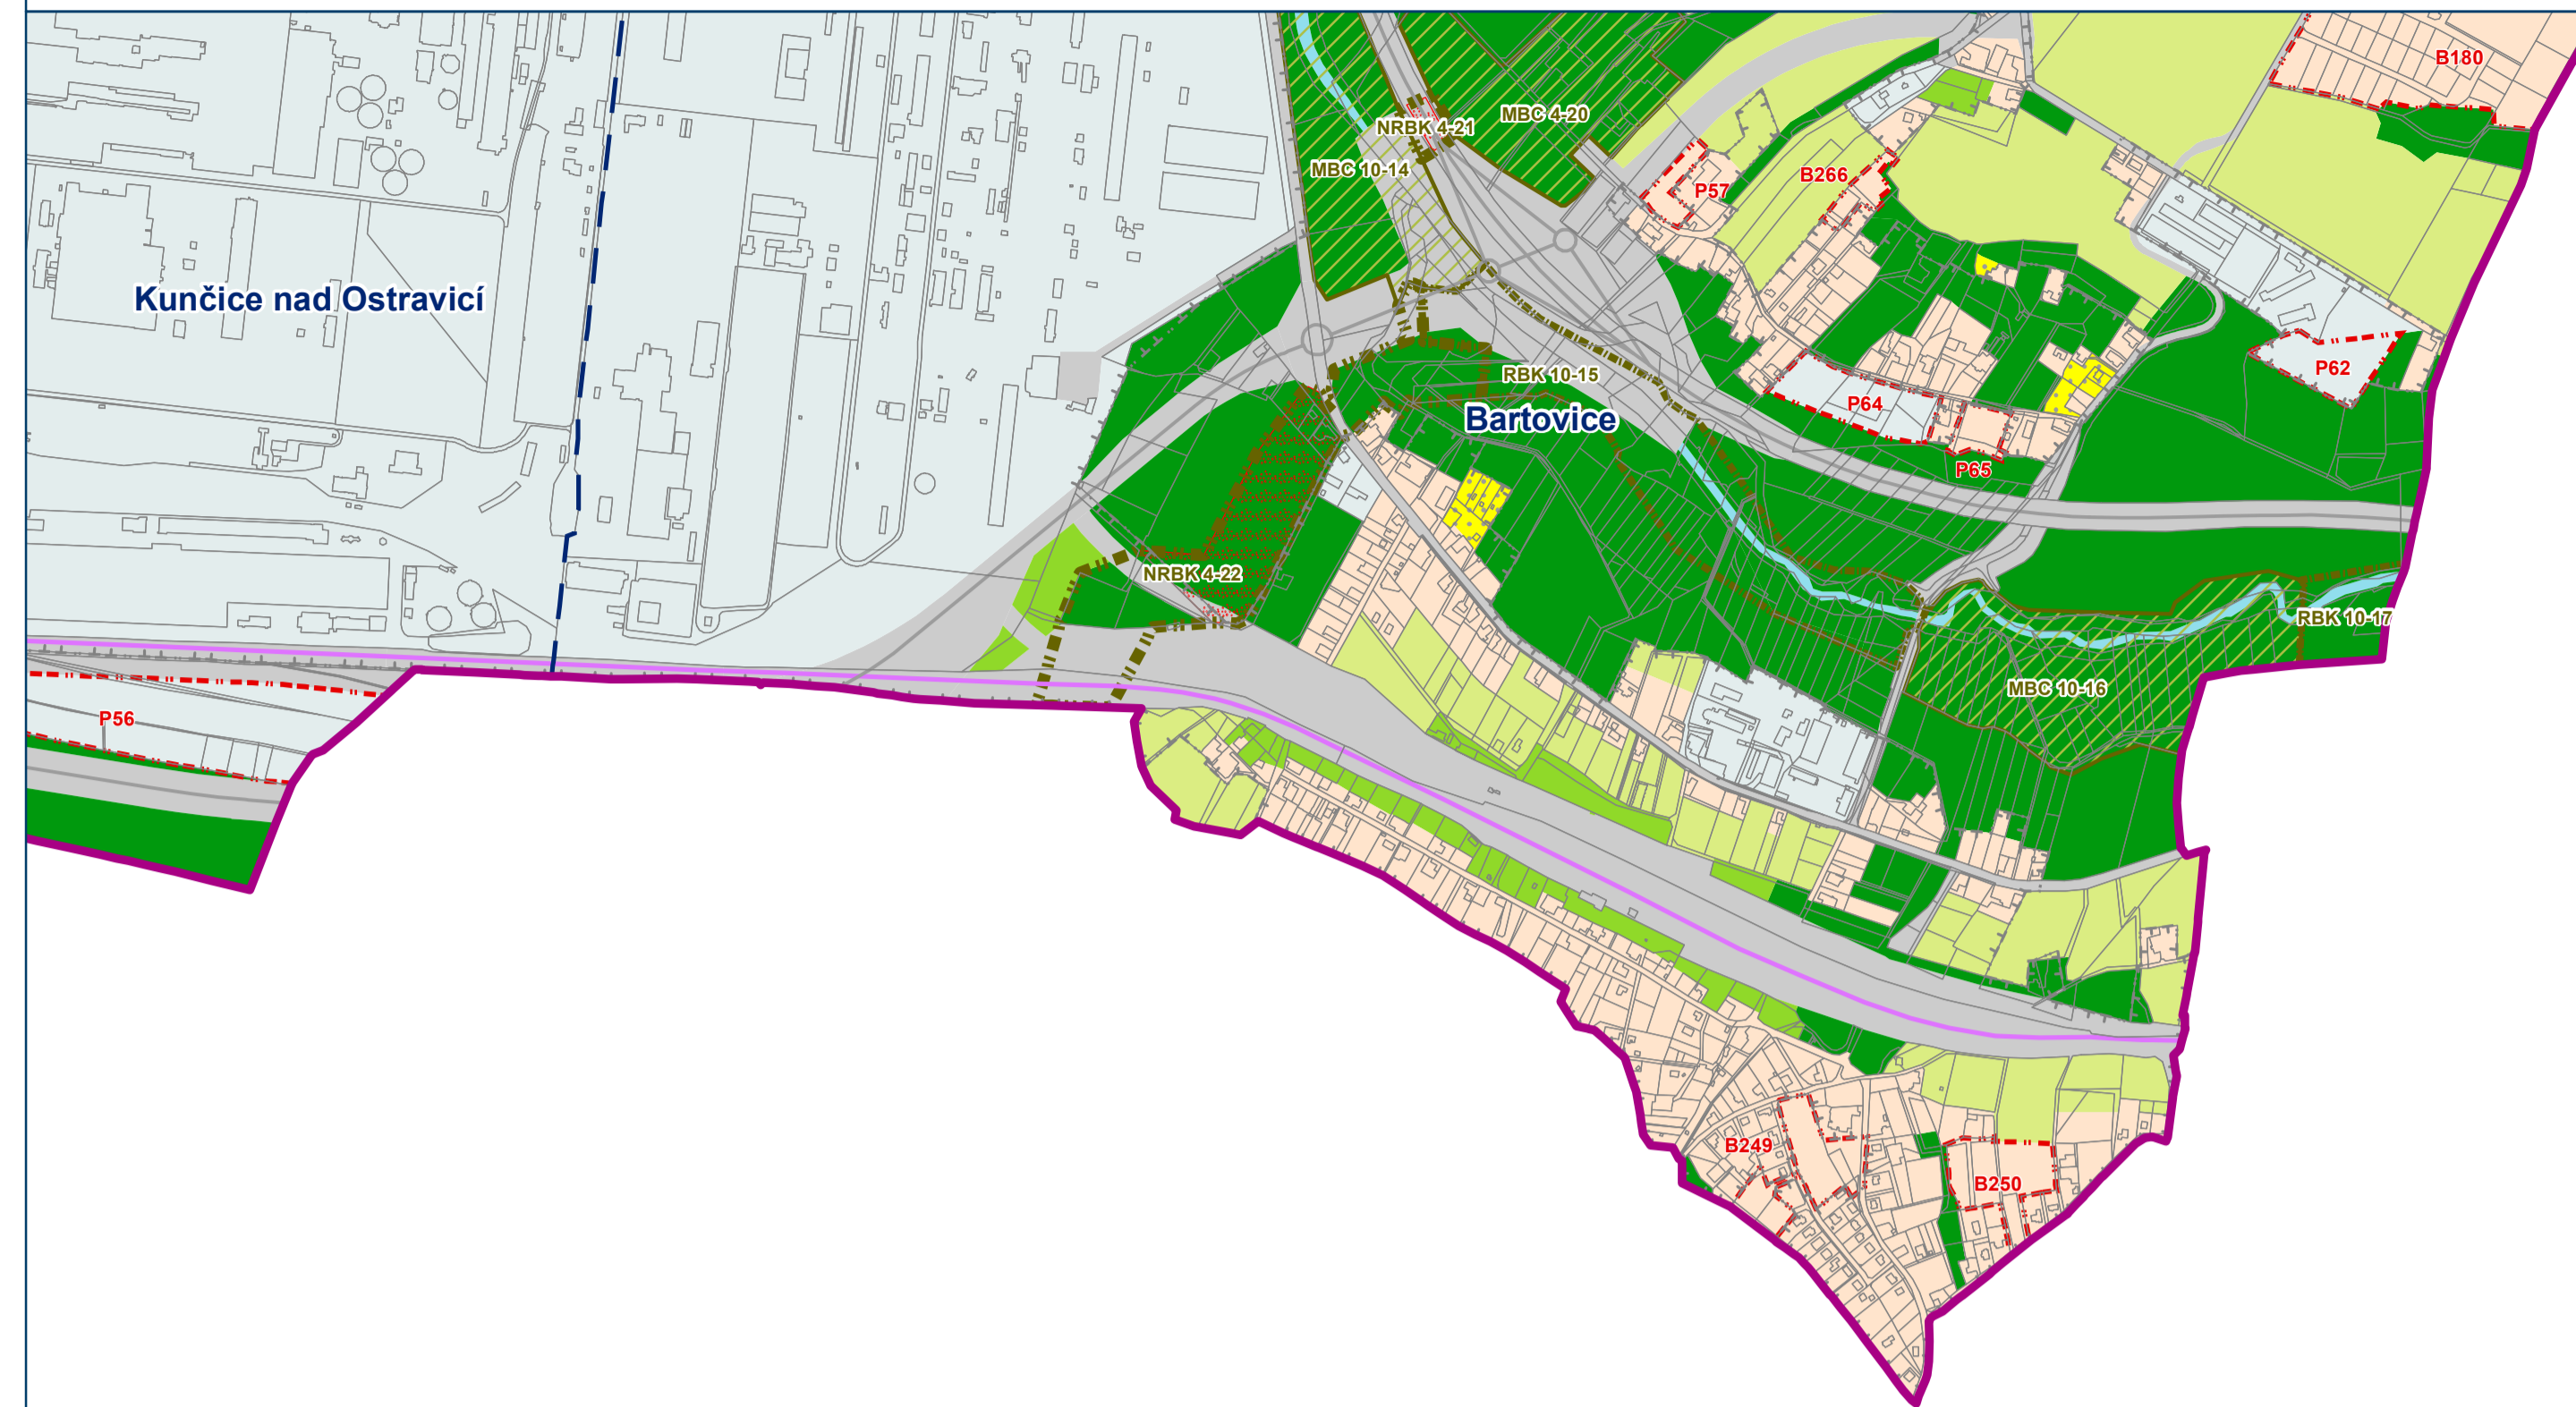 B180
MBC 4-20
NRBK 4-21
MBC 10-14
B266
P57
Kunčice nad Ostravicí
RBK 10-15
P62
P64
Bartovice
P65
NRBK 4-22
RBK 10-17
MBC 10-16
P56
B249
B250